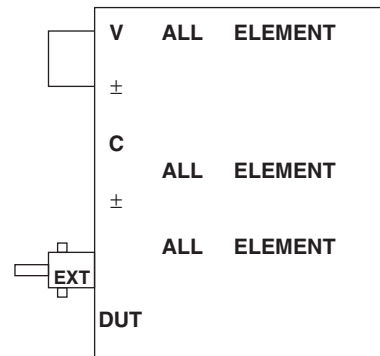 V ALL ELEMENT
±
C
ALL ELEMENT
±
ALL ELEMENT
EXT
DUT